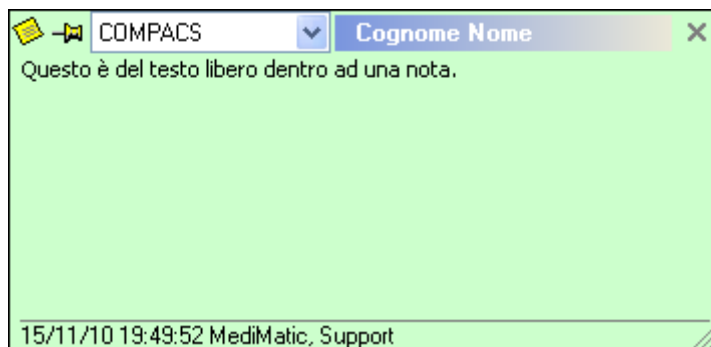 COMPACS Cognome Nome
Questo è del testo libero dentro ad una nota.
15/11/10 19:49:52 MediMatic, Support